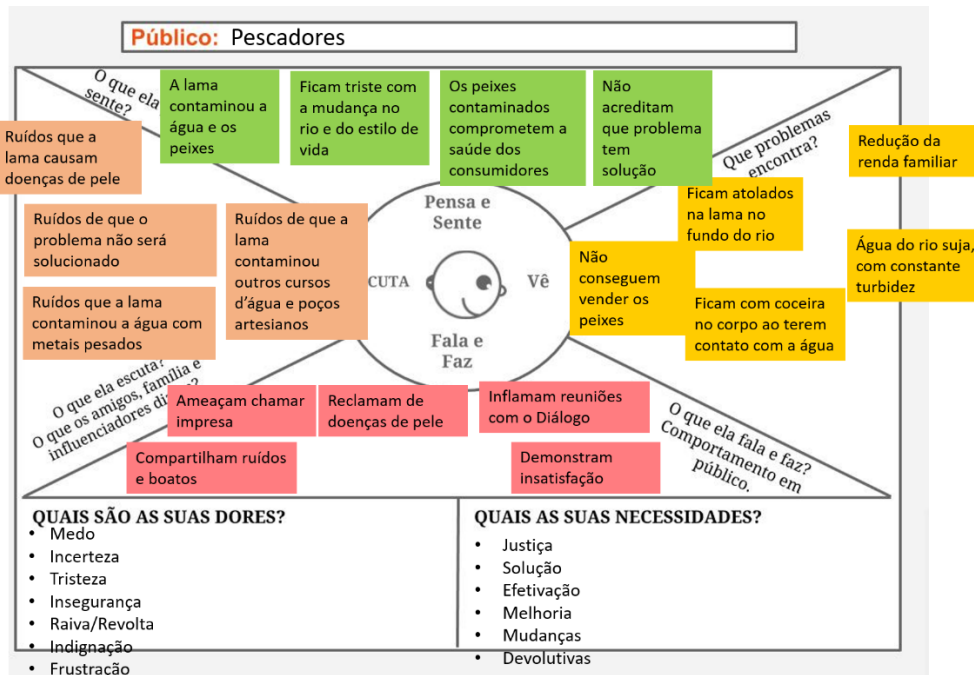 Público: Pescadores
O que ela
sente?
A lama
contaminou a
água e os
peixes
Ficam triste com
a mudança no
rio e do estilo de
vida
Os peixes
contaminados
comprometem a
saúde dos
consumidores
Não
acreditam
que problema
tem
solução
Que problemas
encontra?
Redução da
renda familiar
Ruídos que a
lama causam
doenças de pele
Ruídos de que o
problema não será
solucionado
Ruídos de que a
lama
contaminou
outros cursos
d’água e poços
artesianos
Ruídos que a lama
contaminou a água com
metais pesados
Pensa e
Sente
CUTA
Vê
Fala e
Faz
Ficam atolados
na lama no
fundo do rio
Não
conseguem
vender os
peixes
Água do rio suja,
com constante
turbidez
Ficam com coceira
no corpo ao terem
contato com a água
O que ela escuta?
O que os amigos, família e
influenciadores
Ameaçam chamar
impresa
Reclamam de
doenças de pele
Inflamam reuniões
com o Diálogo
Compartilham ruídos
e boatos
Demonstram
insatisfação
O que ela fala e faz?
Comportamento em
público.
QUAIS SÃO AS SUAS DORES?
• Medo
• Incerteza
• Tristeza
• Insegurança
• Raiva/Revolta
• Indignação
• Frustração
QUAIS AS SUAS NECESSIDADES?
• Justiça
• Solução
• Efetivação
• Melhoria
• Mudanças
• Devolutivas